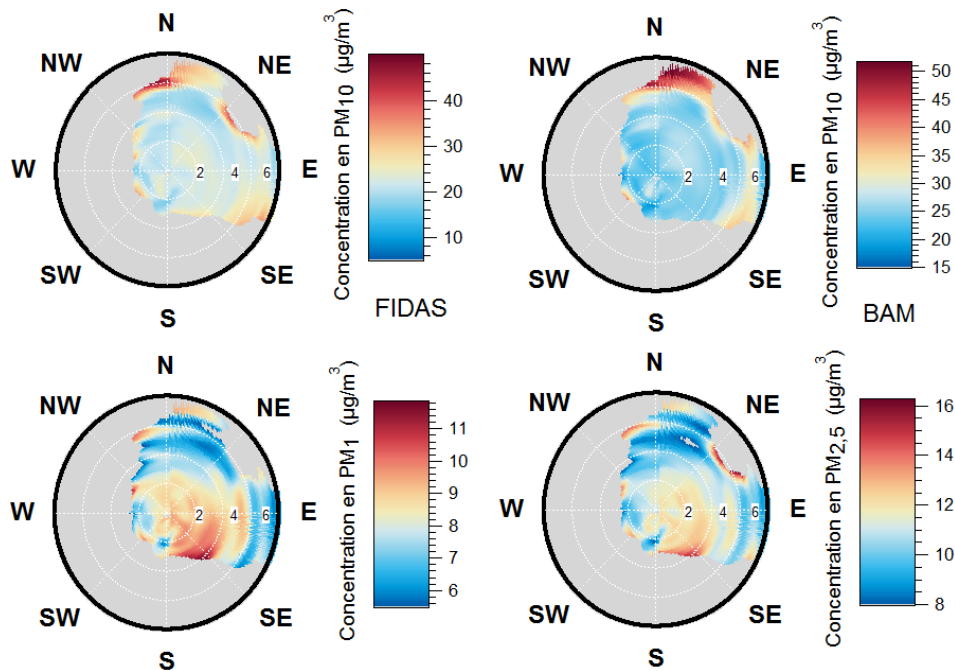 N
NW
NE
W
2
4
6
E
SW
SE
S
Concentration en PM10 (µg/m3)
40
30
20
10
FIDAS
N
NW
NE
W
2
4
6
E
SW
SE
S
Concentration en PM10 (µg/m3)
50
45
40
35
30
25
20
15
BAM
N
NW
NE
W
2
4
6
E
SW
SE
S
Concentration en PM1 (µg/m3)
11
10
9
8
7
6
N
NW
NE
W
2
4
6
E
SW
SE
S
Concentration en PM2,5 (µg/m3)
16
14
12
10
8